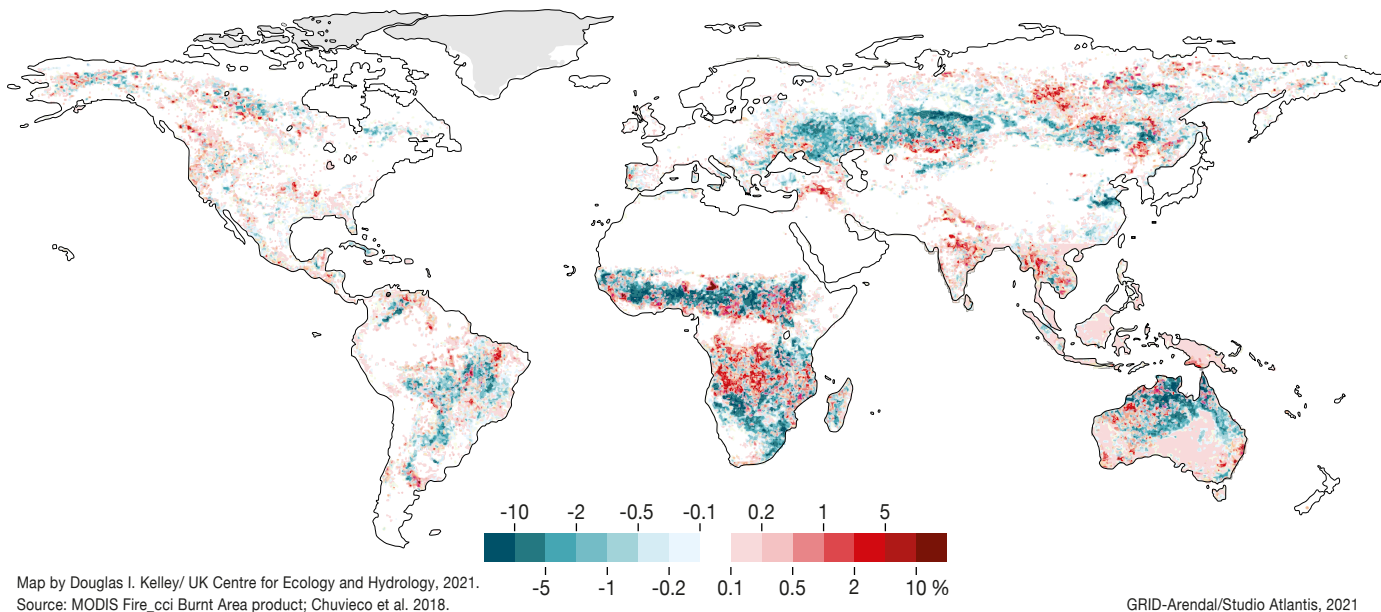 -10 -2 -0.5 -0.1 0.2 1 5
-5 -1 -0.2 0.1 0.5 2 10 %
Map by Douglas I. Kelley/ UK Centre for Ecology and Hydrology, 2021.
Source: MODIS Fire_cci Burnt Area product; Chuvieco et al. 2018.
GRID-Arendal/Studio Atlantis, 2021